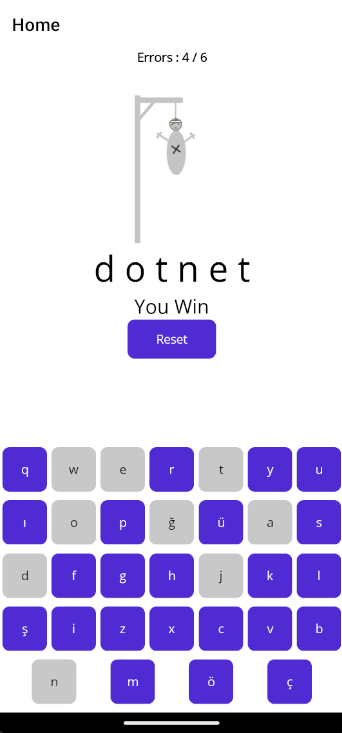 Home
Errors : 4 / 6
d o t n e t
You Win
Reset
q w e r t y u
ı o p ğ ü a s
d f g h j k l
ş i z x c v b
n m ö ç